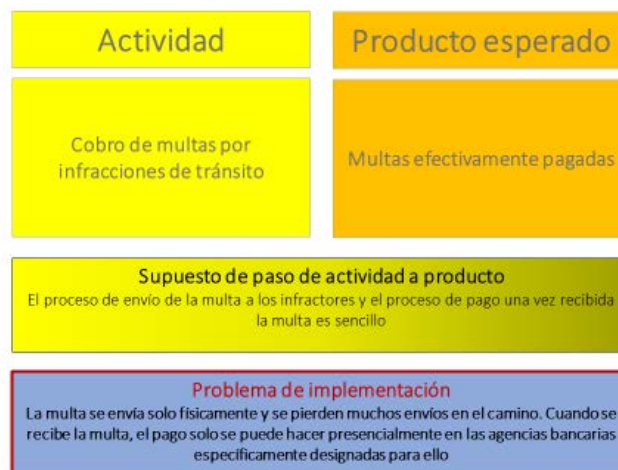 Actividad
Producto esperado
Cobro de multas por
infracciones de tránsito
Multas efectivamente pagadas
Supuesto de paso de actividad a producto
El proceso de envío de la multa a los infractores y el proceso de pago una vez recibida
la multa es sencillo
Problema de implementación
La multa se envía solo físicamente y se pierden muchos envíos en el camino. Cuando se
recibe la multa, el pago solo se puede hacer presencialmente en las agencias bancarias
específicamente designadas para ello